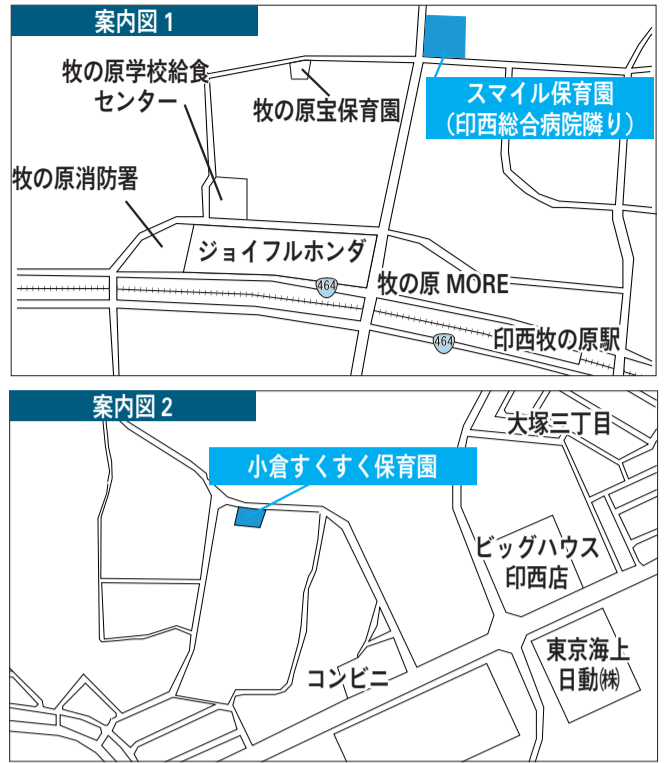 案内図 1
牧の原学校給食
センター
牧の原宝保育園
スマイル保育園
（印西総合病院隣り）
牧の原消防署
ジョイフルホンダ
464
牧の原 MORE
464
印西牧の原駅
案内図 2
大塚三丁目
小倉すくすく保育園
ビッグハウス
印西店
東京海上
日動㈱
コンビニ